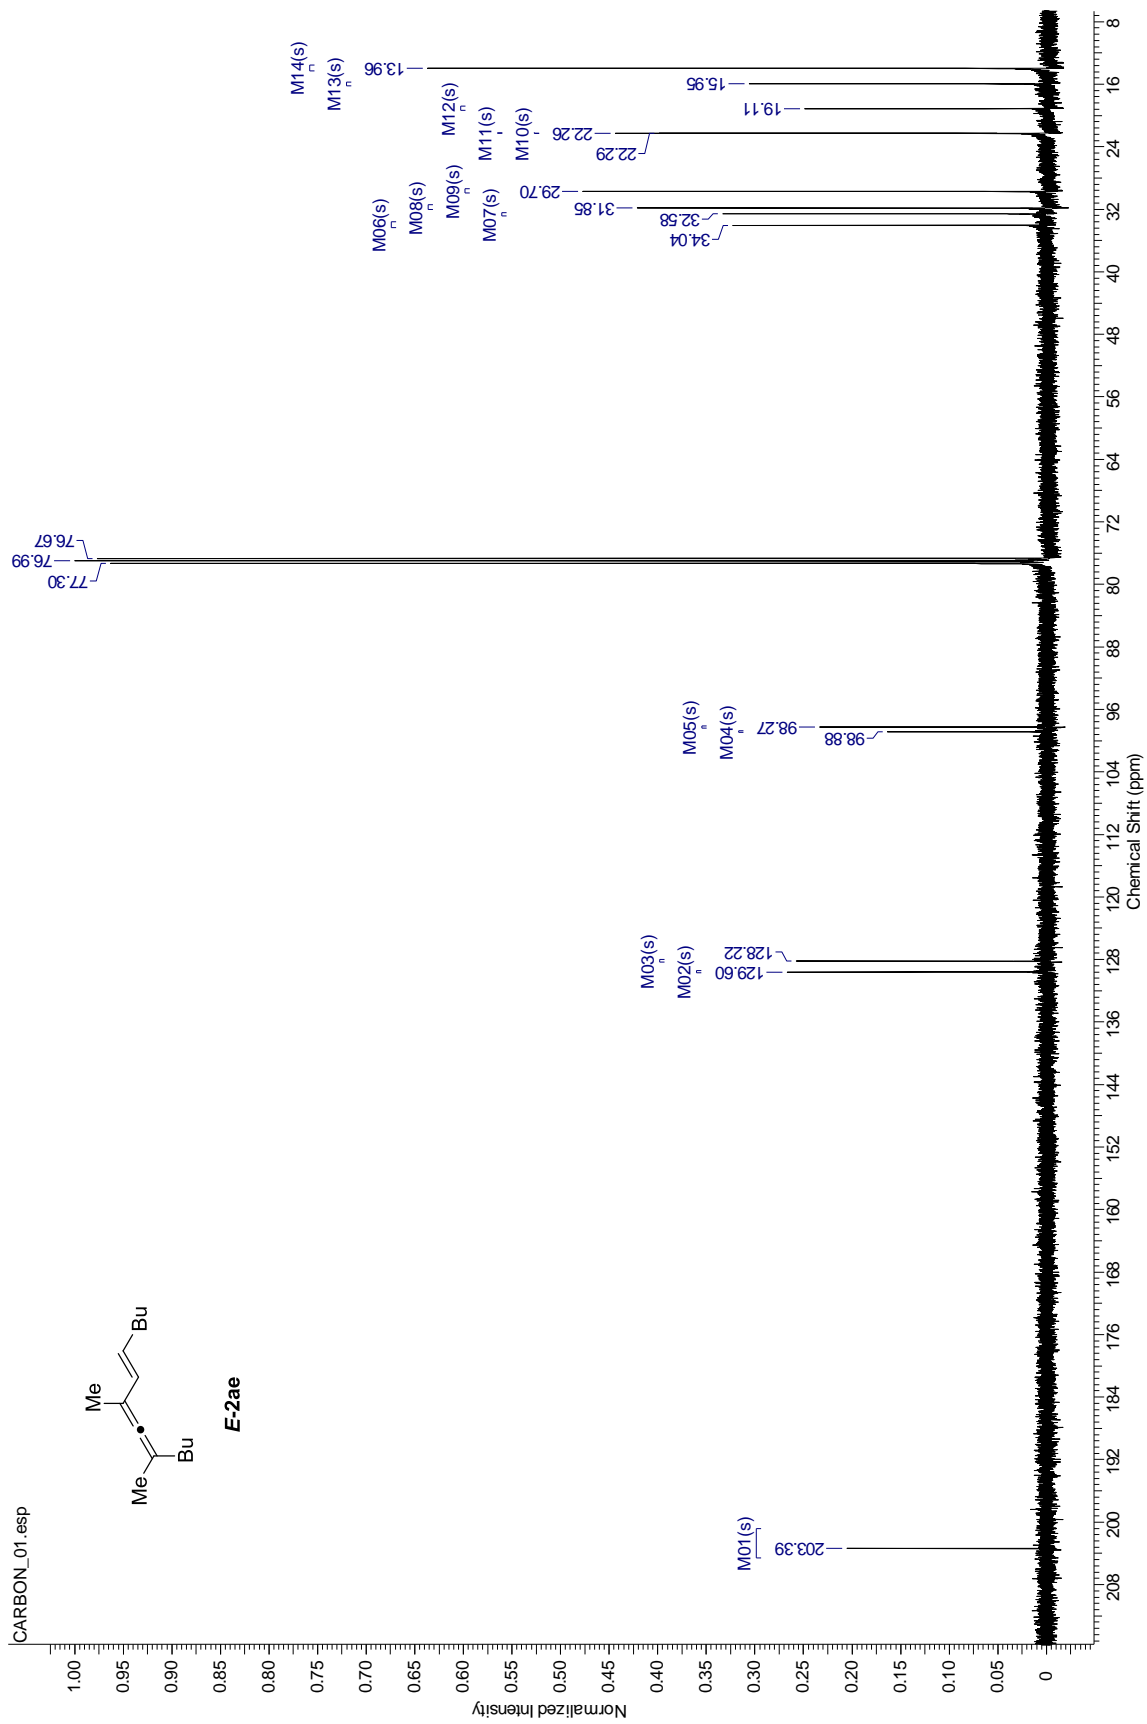 CARBON_01.esp
Me
Bu
Me
Bu
E-2ae
M01(s)
203.39
M02(s)
129.60
M03(s)
128.22
M04(s)
98.88
M05(s)
98.27
77.30
76.99
76.67
M06(s)
34.04
M07(s)
32.58
M08(s)
31.85
M09(s)
29.70
M10(s)
22.29
M11(s)
22.26
M12(s)
19.11
M13(s)
15.95
M14(s)
13.96
Normalized Intensity
1.00
0.95
0.90
0.85
0.80
0.75
0.70
0.65
0.60
0.55
0.50
0.45
0.40
0.35
0.30
0.25
0.20
0.15
0.10
0.05
0
208 200 192 184 176 168 160 152 144 136 128 120 112 104 96 88 80 72 64 56 48 40 32 24 16 8
Chemical Shift (ppm)